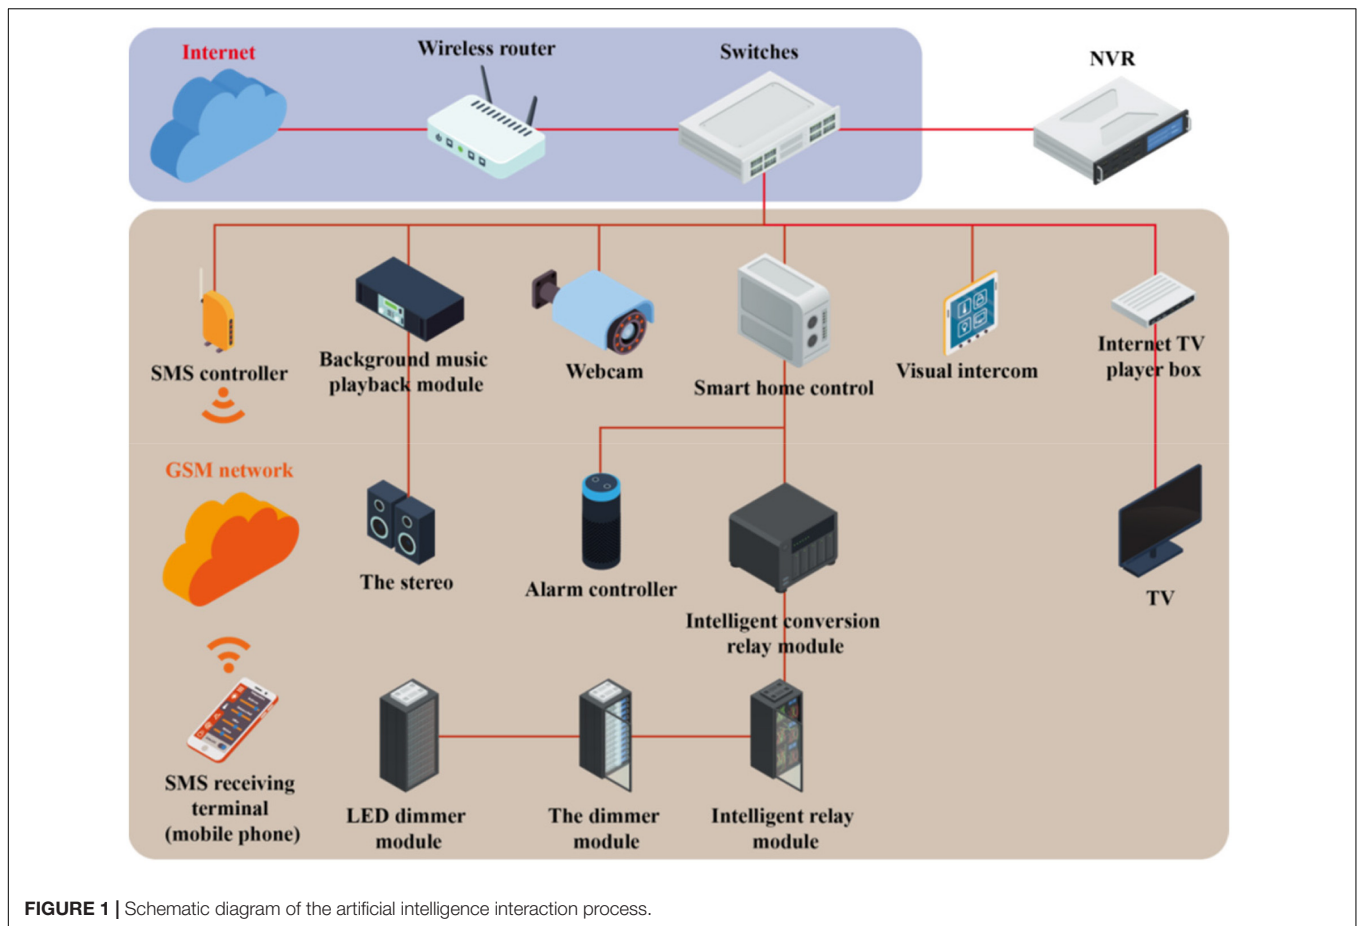 Internet
Wireless router
Switches
NVR
SMS controller
Background music
playback module
Webcam
Smart home control
Visual intercom
Internet TV
player box
GSM network
The stereo
Alarm controller
Intelligent conversion
relay module
TV
SMS receiving
terminal
(mobile phone)
LED dimmer
module
The dimmer
module
Intelligent relay
module
FIGURE 1 | Schematic diagram of the artificial intelligence interaction process.